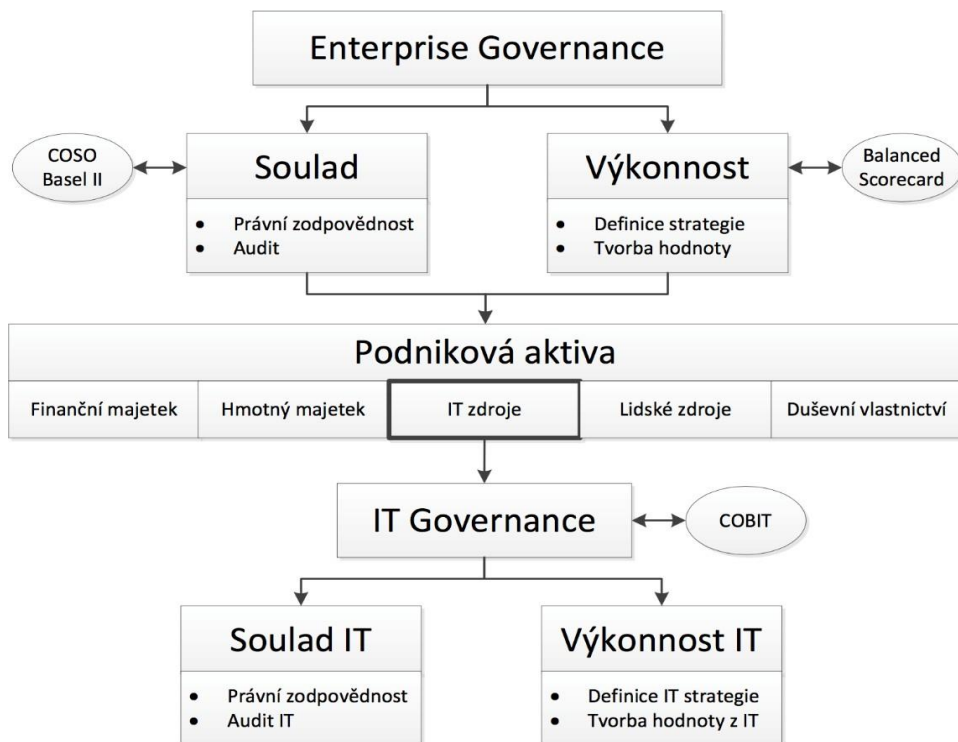 Enterprise Governance
COSO
Basel II
Soulad
Výkonnost
Balanced
Scorecard
• Právní zodpovědnost
• Audit
• Definice strategie
• Tvorba hodnoty
Podniková aktiva
Finanční majetek
Hmotný majetek
IT zdroje
Lidské zdroje
Duševní vlastnictví
IT Governance
COBIT
Soulad IT
Výkonnost IT
• Právní zodpovědnost
• Audit IT
• Definice IT strategie
• Tvorba hodnoty z IT